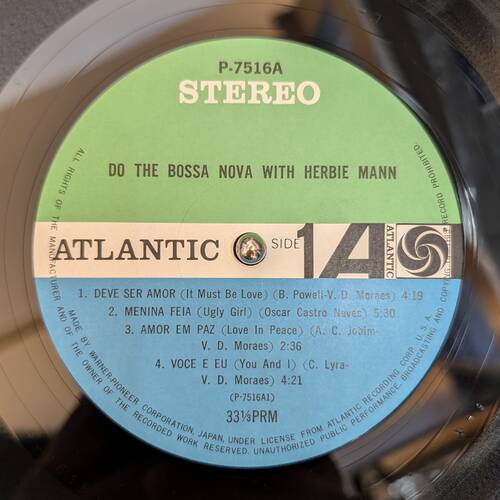 P-7516A
STEREO
DO THE BOSSA NOVA WITH HERBIE MANN
ATLANTIC SIDE 1 A ATLANTIC
1. DEVE SER AMOR (It Must Be Love) (B. Powell-V. D. Moraes) 4:19
2. MENINA FEIA (Ugly Girl) (Oscar Castro Neves) 5:30
3. AMOR EM PAZ (Love In Peace) (A. C. Jobim-
V. D. Moraes) 2:36
4. VOCE E EU (You And I) (C. Lyra-
V. D. Moraes) 4:21
(P-7516A1)
33⅓PRM
ALL RIGHTS OF THE MANUFACTURER AND OF THE OWNER OF THE RECORDED WORK RESERVED. UNAUTHORIZED PUBLIC PERFORMANCE, BROADCASTING AND COPYING OF THIS RECORD PROHIBITED.
MADE BY WARNER-PIONEER CORPORATION, JAPAN, UNDER LICENSE FROM ATLANTIC RECORDING CORP. U.S.A.